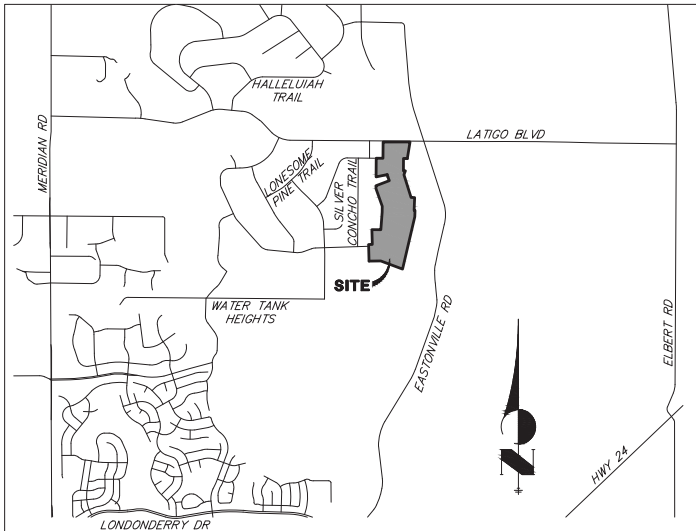 HALLELUIAH
TRAIL
LATIGO BLVD
MERIDIAN RD
LONESOME
PINE TRAIL
SILVER
CONCHO TRAIL
SITE
WATER TANK
HEIGHTS
EASTONVILLE RD
ELBERT RD
N
HWY 24
LONDONDERRY DR